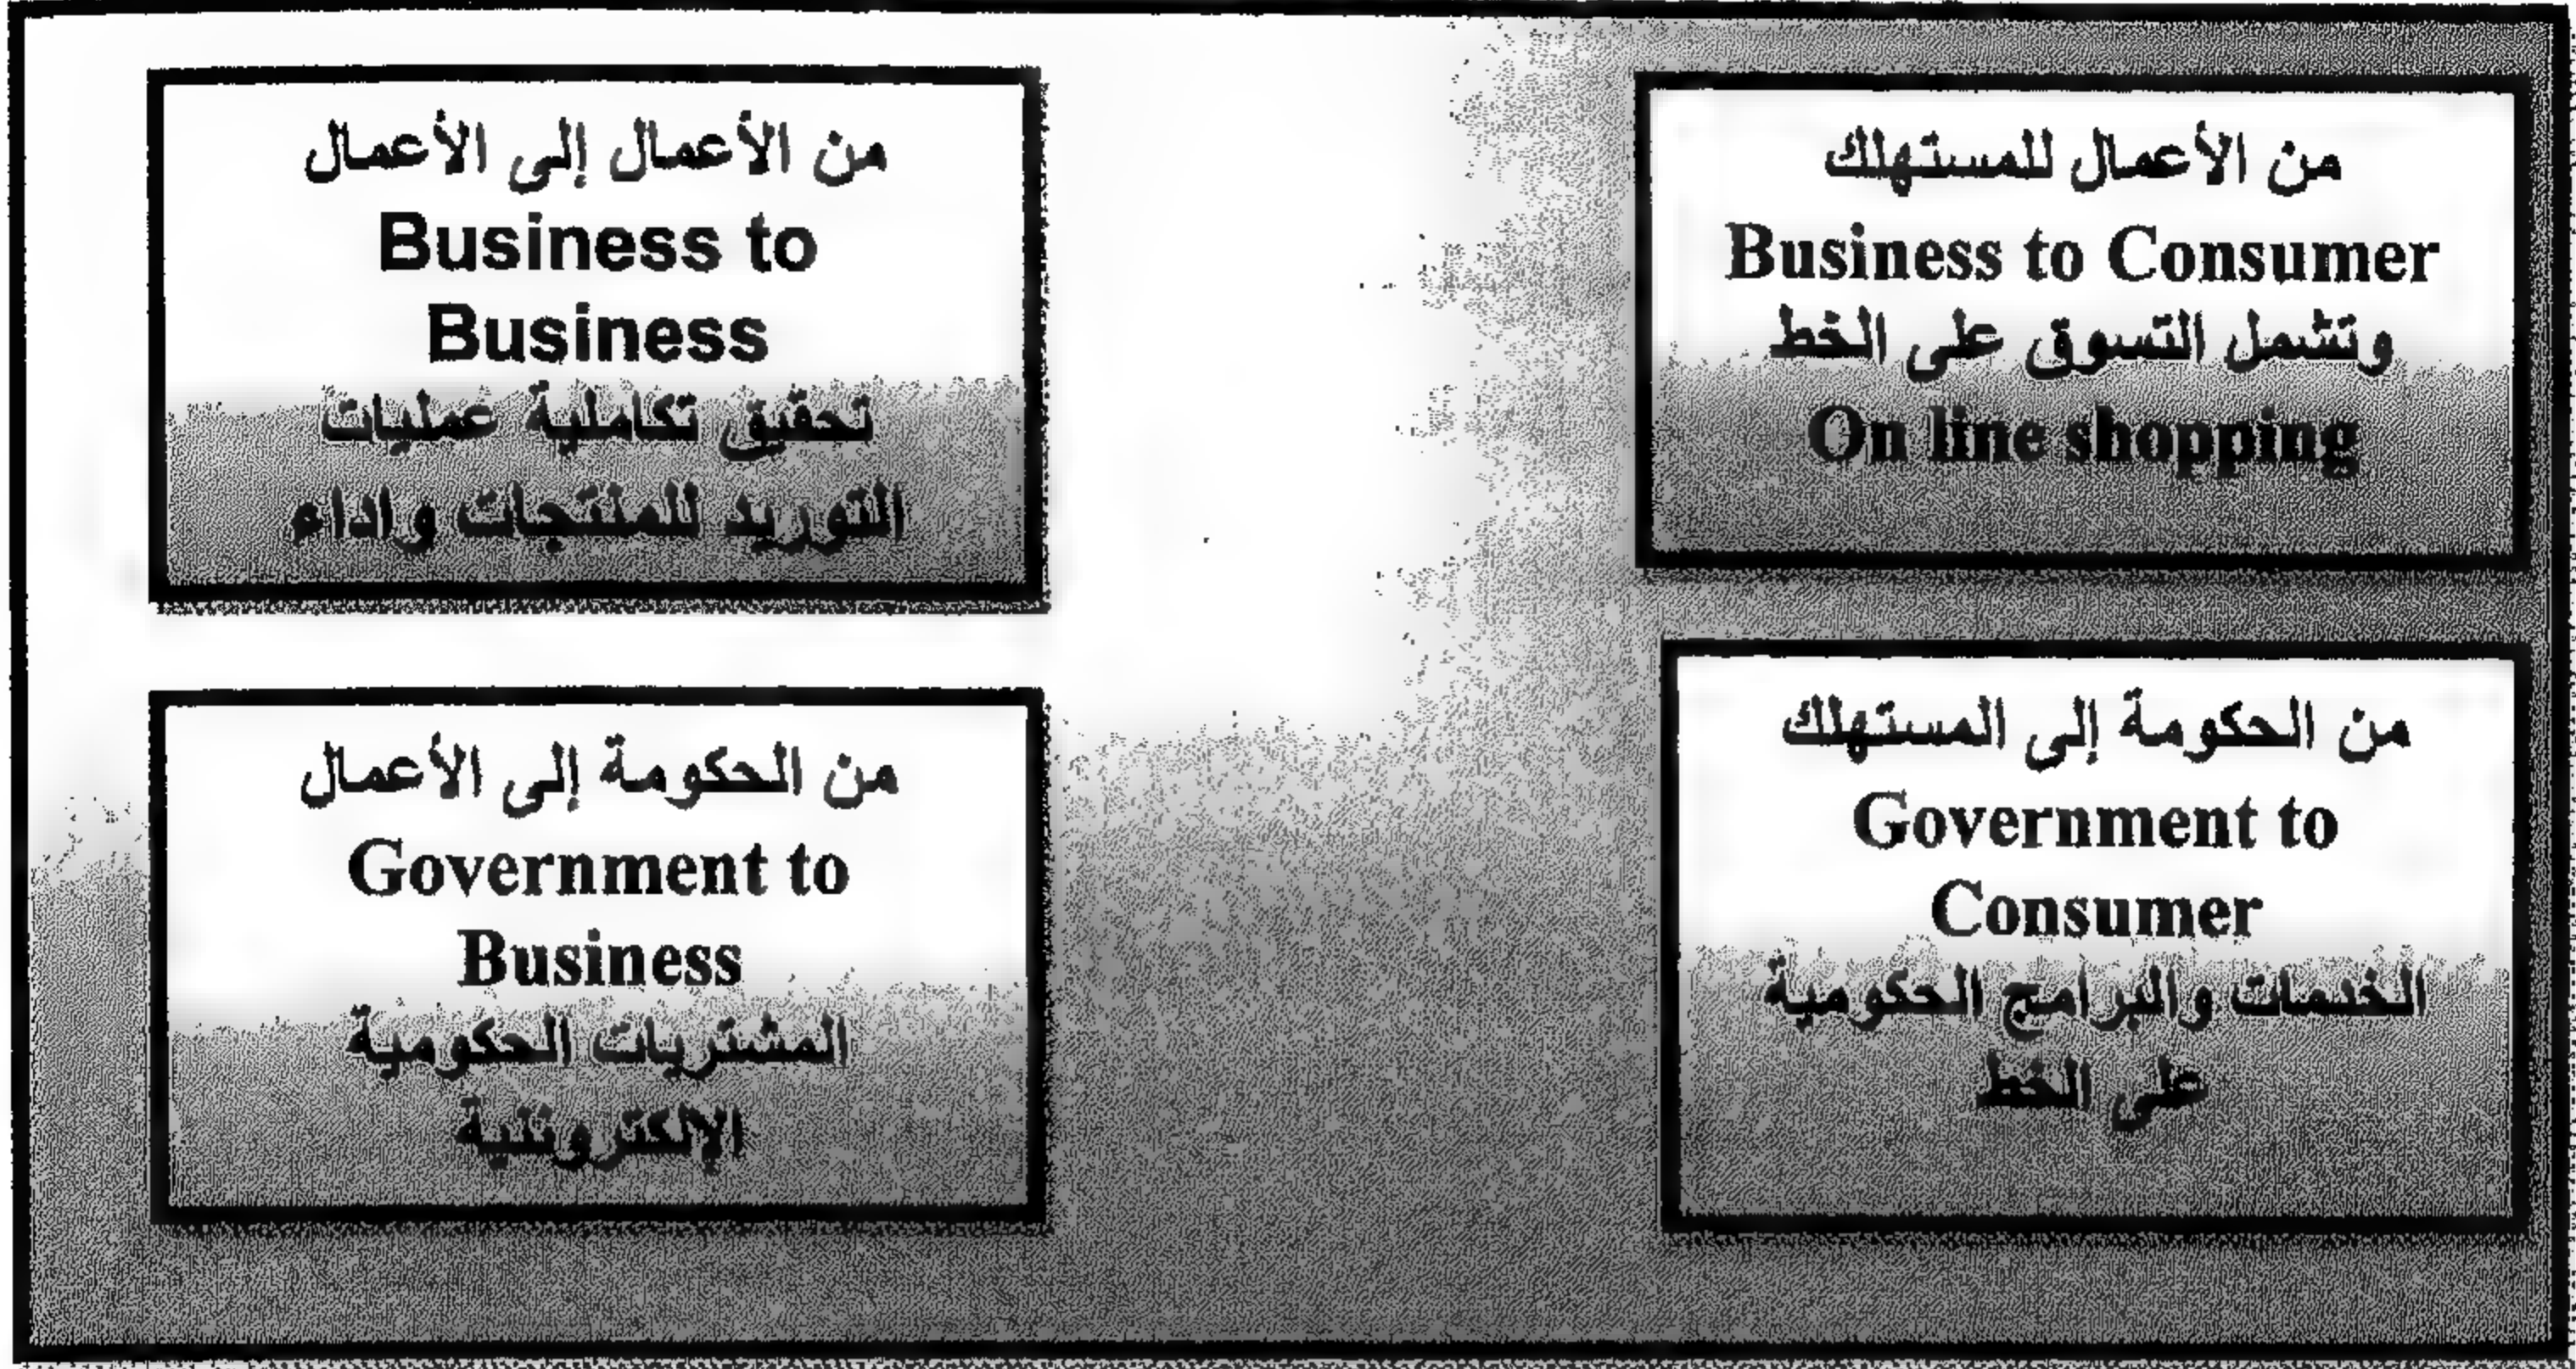 من الأعمال للمستهلك
Business to Consumer
وتشمل التسوق على الخط
On line shopping
من الأعمال إلى الأعمال
Business to
Business
تحقيق تكاملية عمليات
التوريد للمنتجات واداء
من الحكومة إلى المستهلك
Government to
Consumer
الخدمات والبرامج الحكومية
على الخط
من الحكومة إلى الأعمال
Government to
Business
المشتريات الحكومية
الإلكترونية